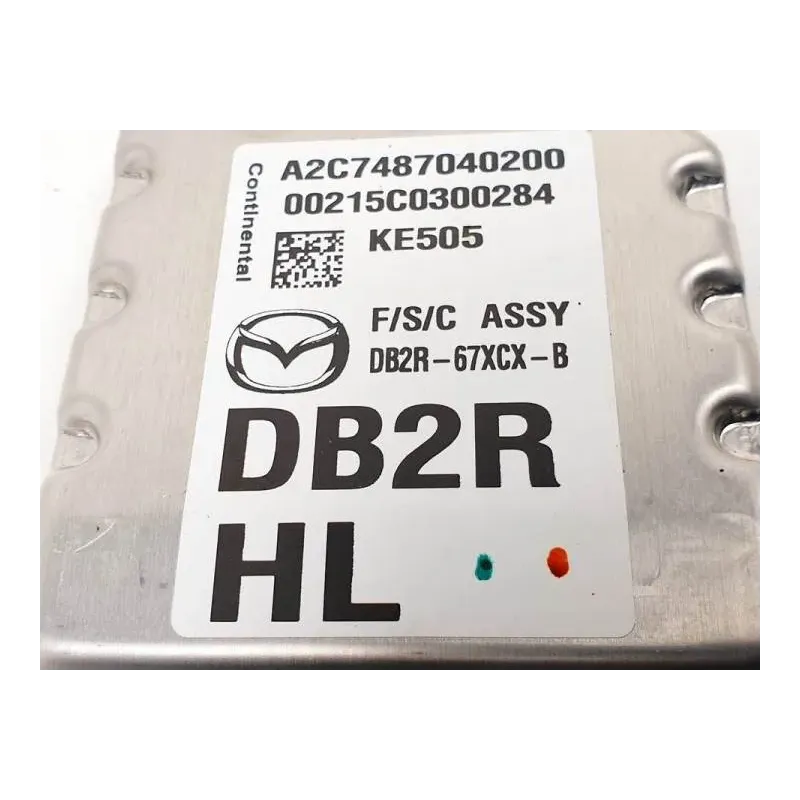 Continental
A2C7487040200
00215C0300284
KE505
F/S/C ASSY
DB2R-67XCX-B
DB2R
HL